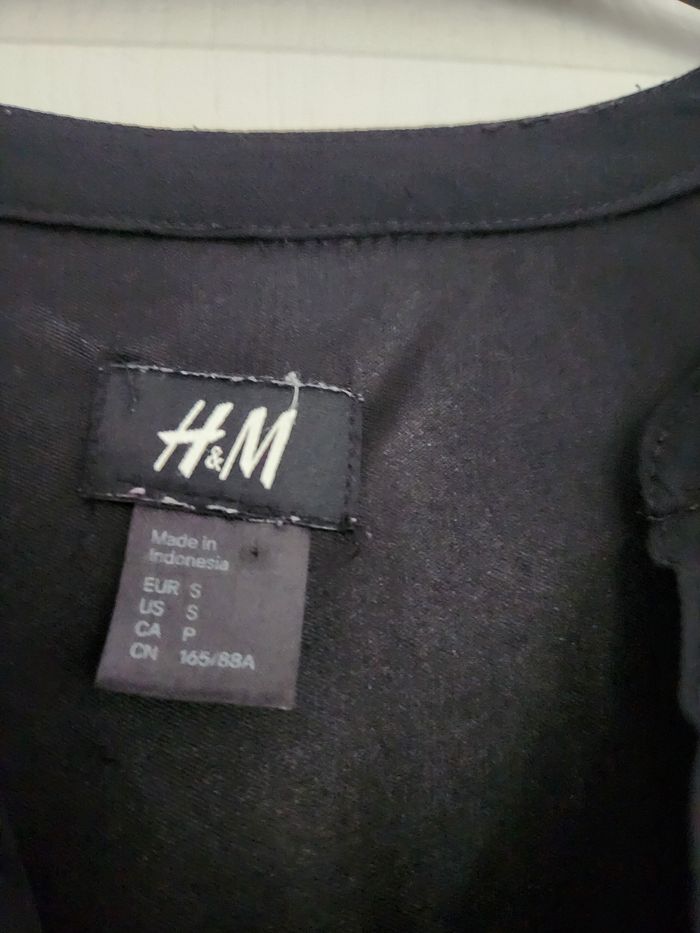 H&M
Made in
Indonesia
EUR S
US S
CA P
CN 165/88A